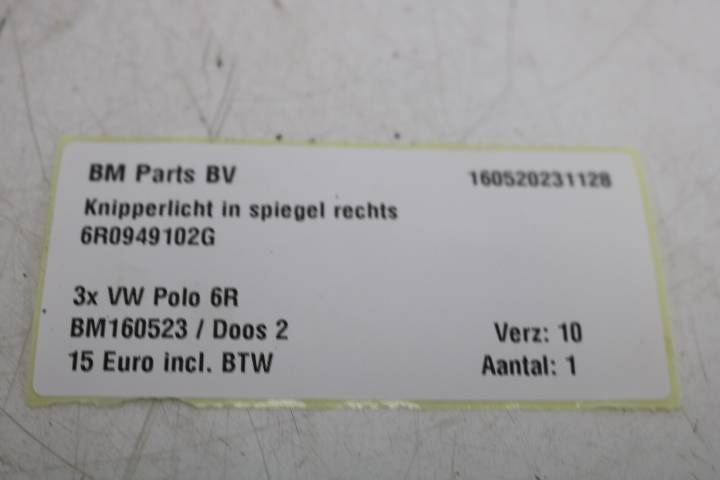 BM Parts BV 160520231128
Knipperlicht in spiegel rechts
6R0949102G
3x VW Polo 6R
BM160523 / Doos 2 Verz: 10
15 Euro incl. BTW Aantal: 1